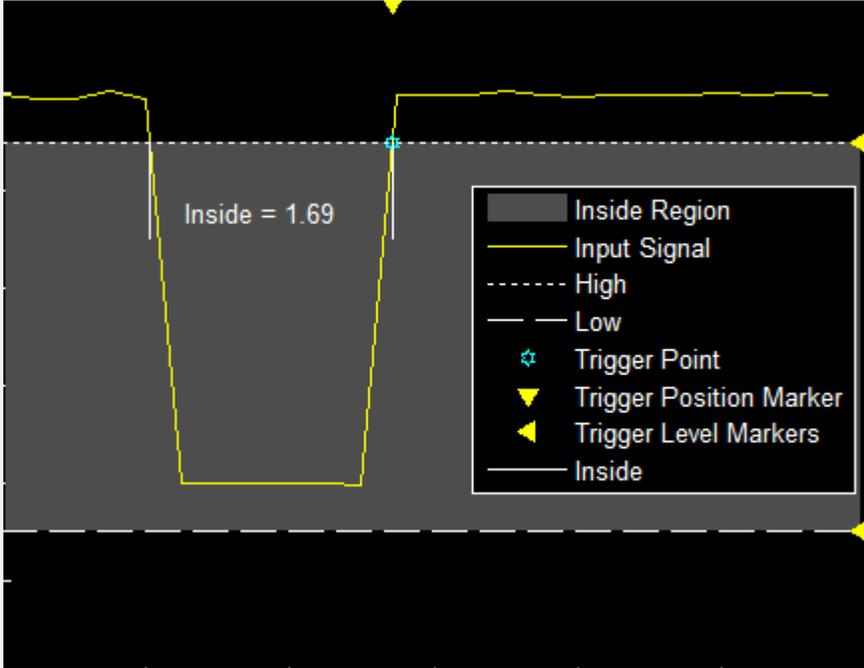 Inside = 1.69
Inside Region
Input Signal
High
Low
Trigger Point
Trigger Position Marker
Trigger Level Markers
Inside